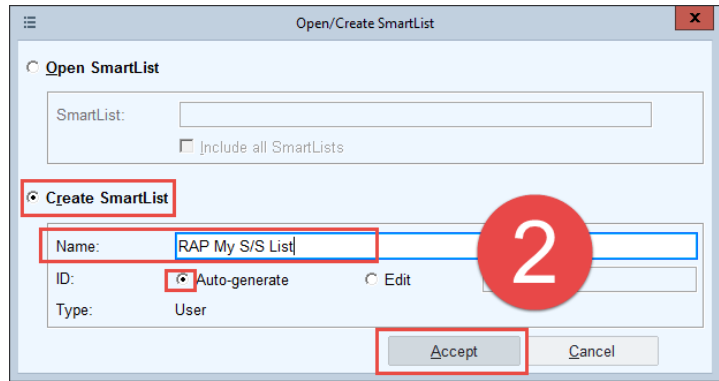 Open/Create SmartList
x
Open SmartList
SmartList:
Include all SmartLists
Create SmartList
Name: RAP My S/S List
ID: Auto-generate Edit
Type: User
2
Accept Cancel